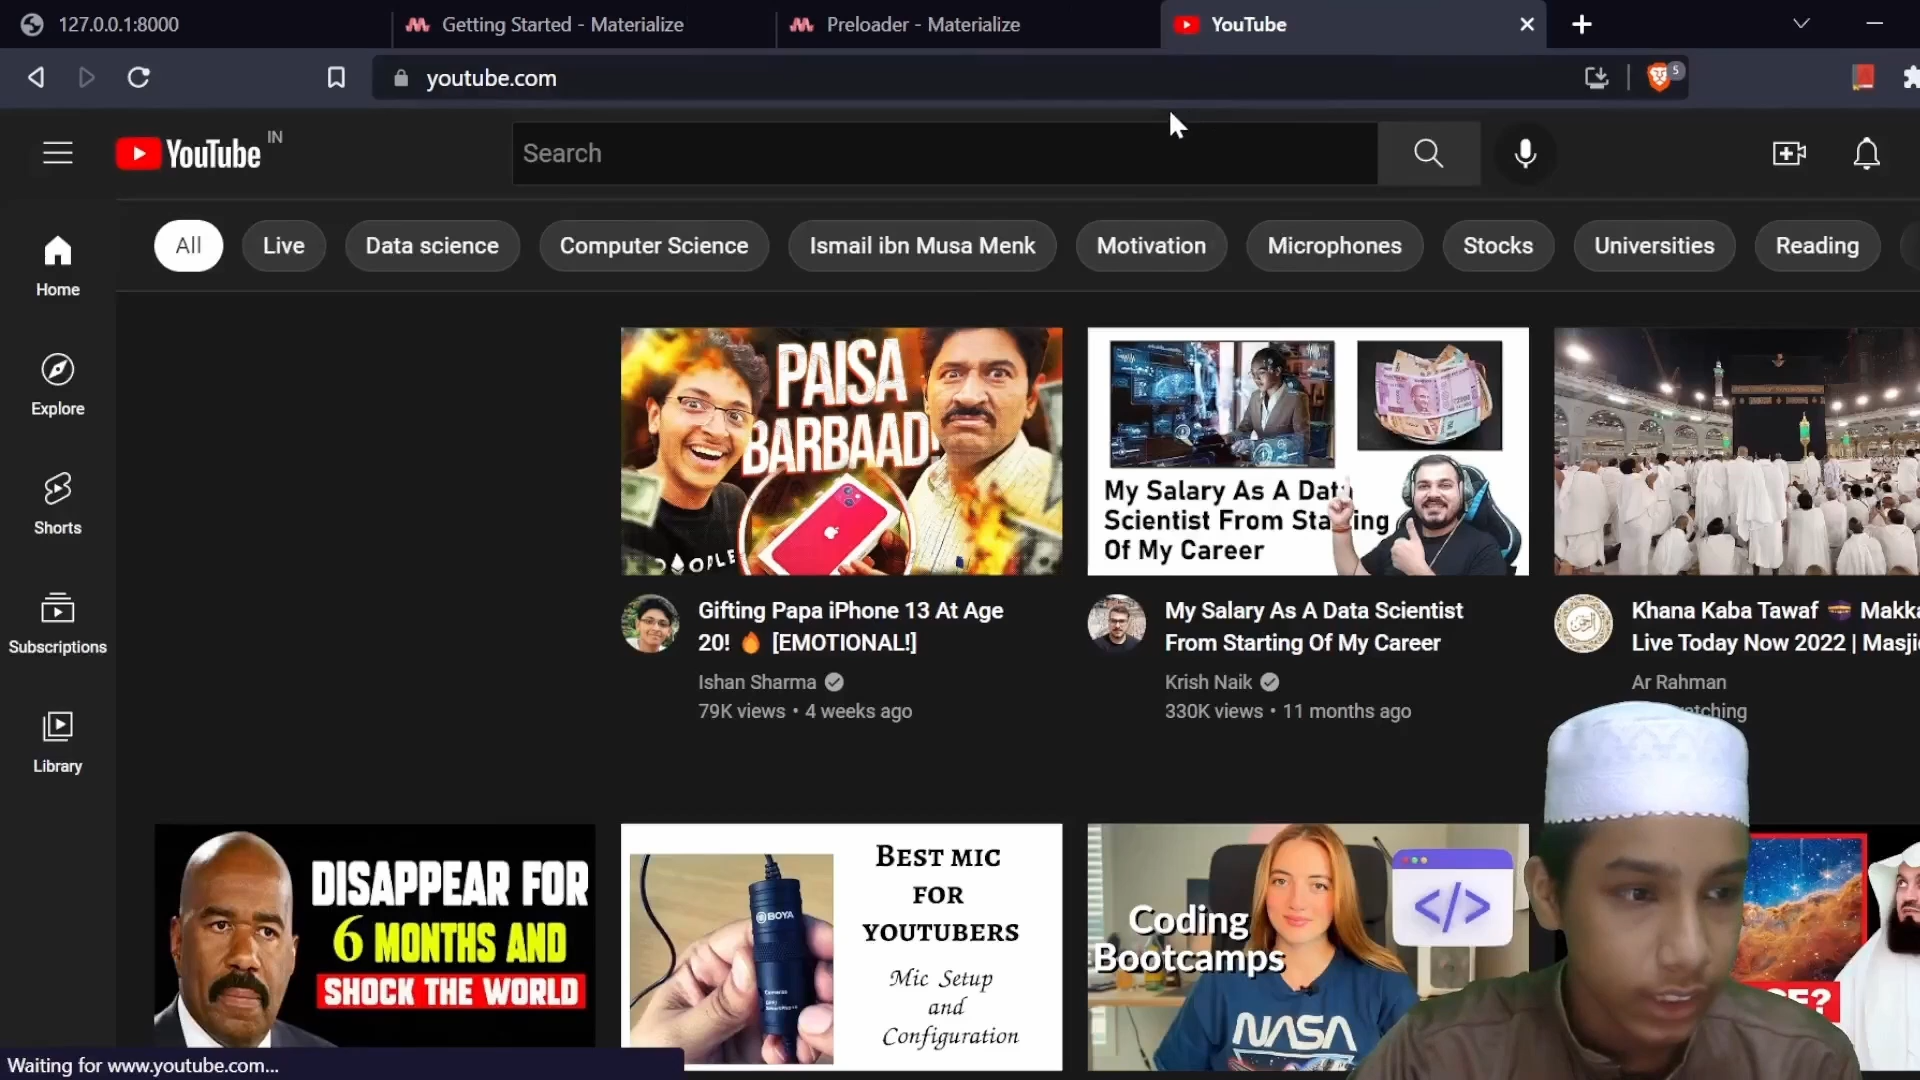 127.0.0.1:8000
Getting Started - Materialize
Preloader - Materialize
YouTube
youtube.com
5
YouTube IN
Search
All
Live
Data science
Computer Science
Ismail ibn Musa Menk
Motivation
Microphones
Stocks
Universities
Reading
Home
Explore
Shorts
Subscriptions
Library
PAISA
BARBAAD!
My Salary As A Data
Scientist From Starting
Of My Career
Gifting Papa iPhone 13 At Age
20! 🔥 [EMOTIONAL!]
Ishan Sharma
79K views • 4 weeks ago
My Salary As A Data Scientist
From Starting Of My Career
Krish Naik
330K views • 11 months ago
Khana Kaba Tawaf 🕋
Live Today Now 2022 |
Ar Rahman
DISAPPEAR FOR
6 MONTHS AND
SHOCK THE WORLD
BEST MIC
FOR
YOUTUBERS
Mic Setup
and
Configuration
BOYA
Coding
Bootcamps
</>
NASA
Waiting for www.youtube.com...